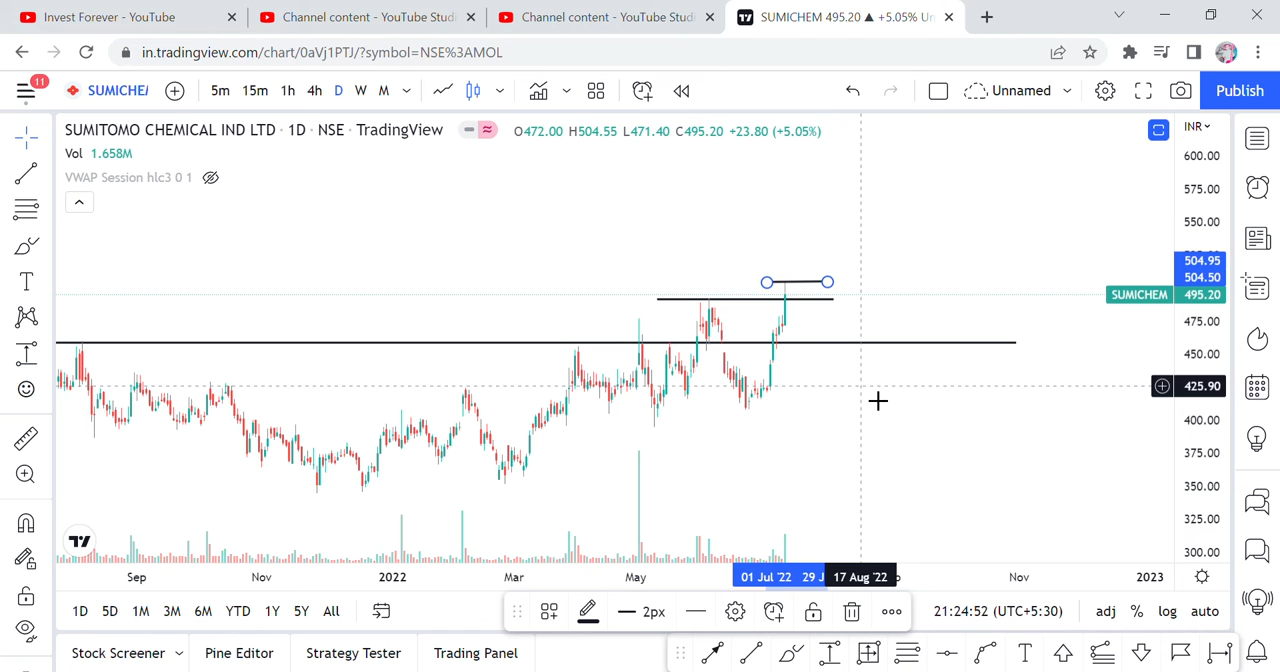 Invest Forever - YouTube
Channel content - YouTube Studi
Channel content - YouTube Studi
SUMICHEM 495.20 ▲ +5.05% Un
in.tradingview.com/chart/0aVj1PTJ/?symbol=NSE%3AMOL
11
SUMICHE
5m 15m 1h 4h D W M
Unnamed
Publish
SUMITOMO CHEMICAL IND LTD · 1D · NSE · TradingView
O472.00 H504.55 L471.40 C495.20 +23.80 (+5.05%)
INR
Vol 1.658M
VWAP Session hlc3 0 1
600.00
575.00
550.00
504.95
504.50
SUMICHEM 495.20
475.00
450.00
425.90
400.00
375.00
350.00
325.00
300.00
Sep Nov 2022 Mar May 01 Jul '22 29 J 17 Aug '22 Nov 2023
1D 5D 1M 3M 6M YTD 1Y 5Y All
2px
21:24:52 (UTC+5:30) adj % log auto
Stock Screener Pine Editor Strategy Tester Trading Panel